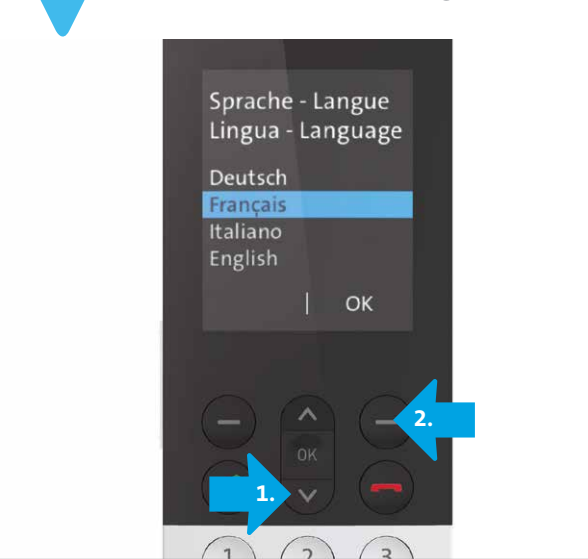 Sprache - Langue
Lingua - Language
Deutsch
Français
Italiano
English
| OK
2.
OK
1.
1 2 3